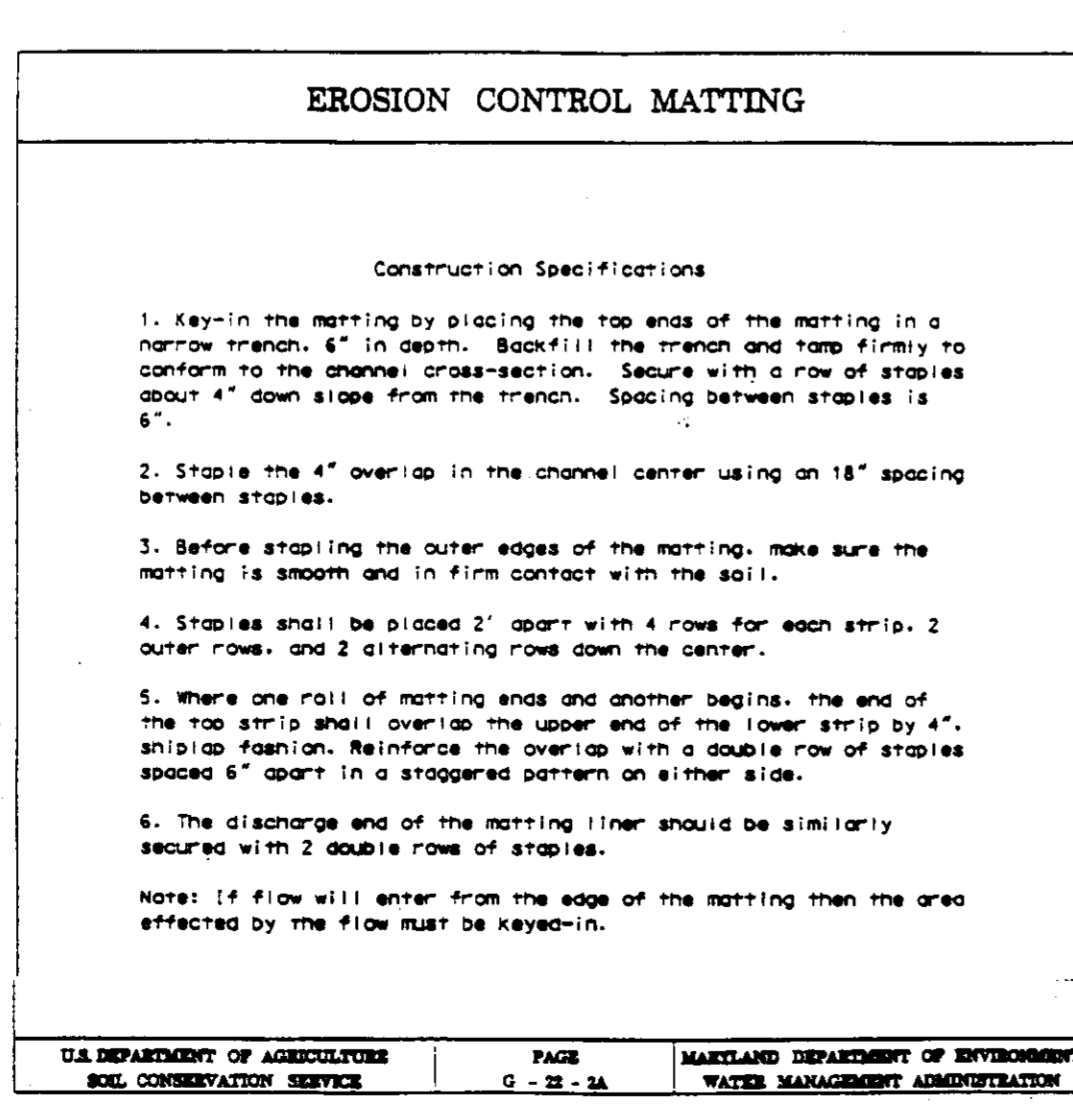 EROSION CONTROL MATTING
Construction Specifications
1. Key-in the matting by placing the top ends of the matting in a
narrow trench, 6" in depth. Backfill the trench and tamp firmly to
conform to the channel cross-section. Secure with a row of staples
about 4" down slope from the trench. Spacing between staples is
6".
2. Staple the 4" overlap in the channel center using an 18" spacing
between staples.
3. Before stapling the outer edges of the matting, make sure the
matting is smooth and in firm contact with the soil.
4. Staples shall be placed 2' apart with 4 rows for each strip, 2
outer rows, and 2 alternating rows down the center.
5. Where one roll of matting ends and another begins, the end of
the top strip shall overlap the upper end of the lower strip by 4",
shiplap fashion. Reinforce the overlap with a double row of staples
spaced 6" apart in a staggered pattern on either side.
6. The discharge end of the matting liner should be similarly
secured with 2 double rows of staples.
Note: If flow will enter from the edge of the matting then the area
effected by the flow must be keyed-in.
U.S. DEPARTMENT OF AGRICULTURE
SOIL CONSERVATION SERVICE
PAGE
G - 22 - 2A
MARYLAND DEPARTMENT OF ENVIRONMENT
WATER MANAGEMENT ADMINISTRATION